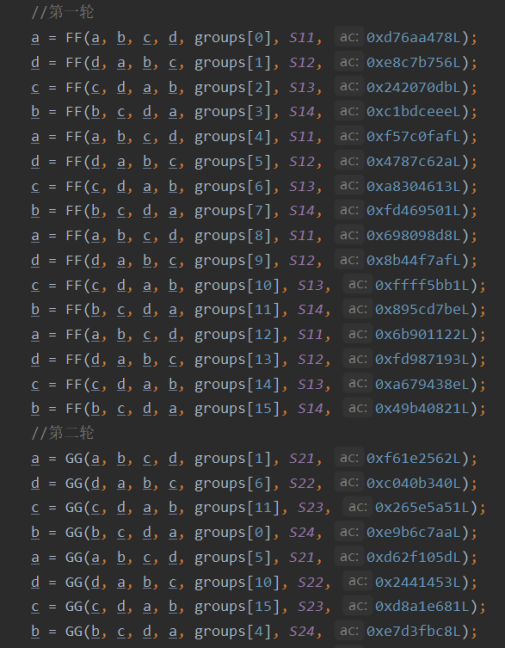 //第一轮
a = FF(a, b, c, d, groups[0], S11, ac: 0xd76aa478L);
d = FF(d, a, b, c, groups[1], S12, ac: 0xe8c7b756L);
c = FF(c, d, a, b, groups[2], S13, ac: 0x242070dbL);
b = FF(b, c, d, a, groups[3], S14, ac: 0xc1bdceeeL);
a = FF(a, b, c, d, groups[4], S11, ac: 0xf57c0fafL);
d = FF(d, a, b, c, groups[5], S12, ac: 0x4787c62aL);
c = FF(c, d, a, b, groups[6], S13, ac: 0xa8304613L);
b = FF(b, c, d, a, groups[7], S14, ac: 0xfd469501L);
a = FF(a, b, c, d, groups[8], S11, ac: 0x698098d8L);
d = FF(d, a, b, c, groups[9], S12, ac: 0x8b44f7afL);
c = FF(c, d, a, b, groups[10], S13, ac: 0xffff5bb1L);
b = FF(b, c, d, a, groups[11], S14, ac: 0x895cd7beL);
a = FF(a, b, c, d, groups[12], S11, ac: 0x6b901122L);
d = FF(d, a, b, c, groups[13], S12, ac: 0xfd987193L);
c = FF(c, d, a, b, groups[14], S13, ac: 0xa679438eL);
b = FF(b, c, d, a, groups[15], S14, ac: 0x49b40821L);
//第二轮
a = GG(a, b, c, d, groups[1], S21, ac: 0xf61e2562L);
d = GG(d, a, b, c, groups[6], S22, ac: 0xc040b340L);
c = GG(c, d, a, b, groups[11], S23, ac: 0x265e5a51L);
b = GG(b, c, d, a, groups[0], S24, ac: 0xe9b6c7aaL);
a = GG(a, b, c, d, groups[5], S21, ac: 0xd62f105dL);
d = GG(d, a, b, c, groups[10], S22, ac: 0x2441453L);
c = GG(c, d, a, b, groups[15], S23, ac: 0xd8a1e681L);
b = GG(b, c, d, a, groups[4], S24, ac: 0xe7d3fbc8L);